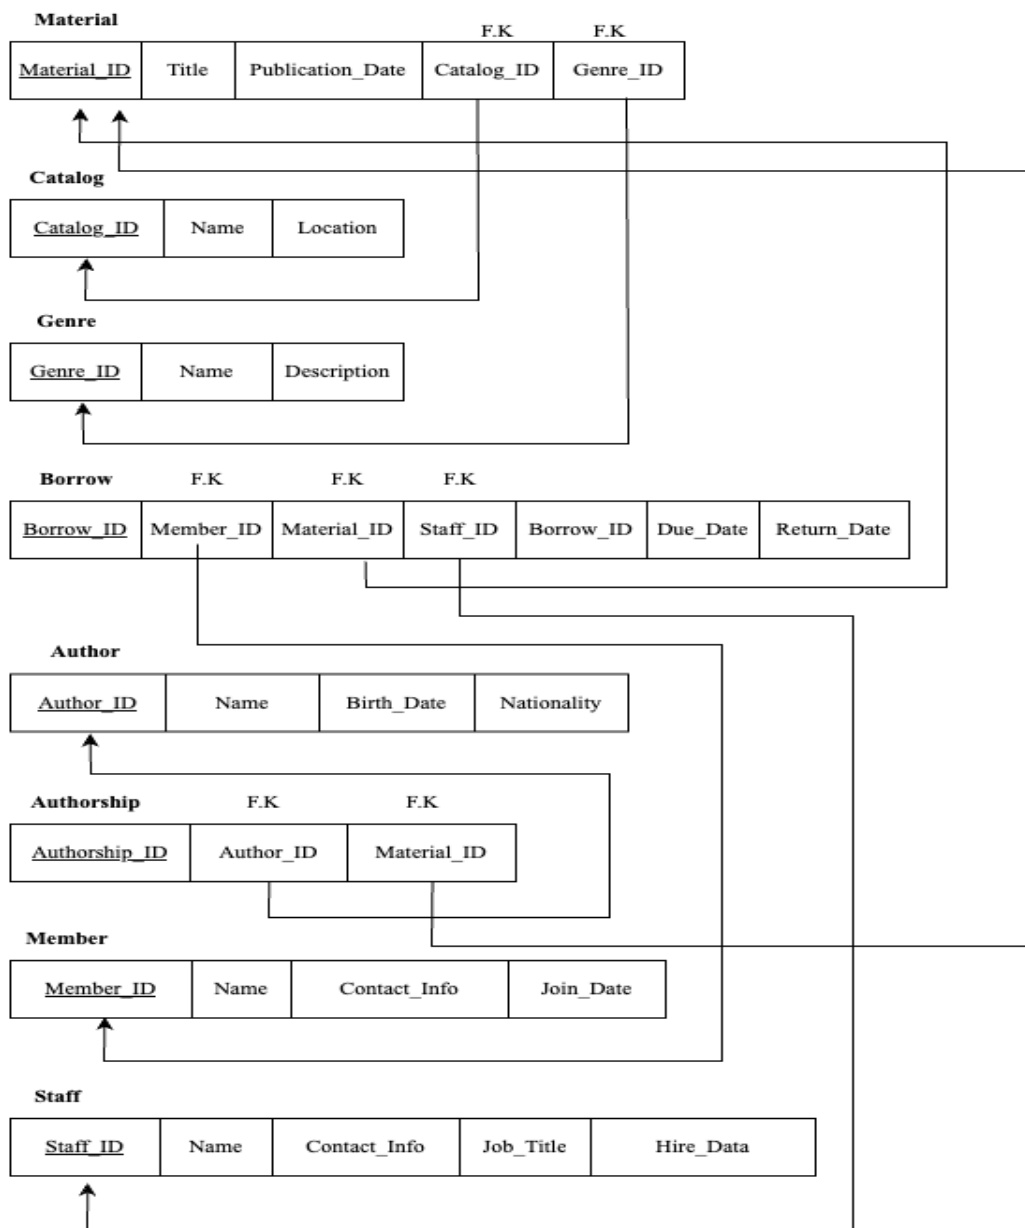 Material
F.K F.K
Material_ID Title Publication_Date Catalog_ID Genre_ID
Catalog
Catalog_ID Name Location
Genre
Genre_ID Name Description
Borrow F.K F.K F.K
Borrow_ID Member_ID Material_ID Staff_ID Borrow_ID Due_Date Return_Date
Author
Author_ID Name Birth_Date Nationality
Authorship F.K F.K
Authorship_ID Author_ID Material_ID
Member
Member_ID Name Contact_Info Join_Date
Staff
Staff_ID Name Contact_Info Job_Title Hire_Data